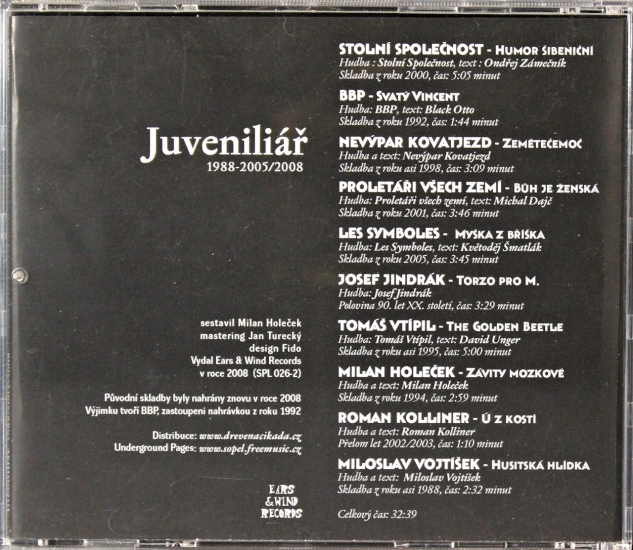 Juveniliář
1988-2005/2008
sestavil Milan Holeček
mastering Jan Turecký
design Fido
Vydal Ears & Wind Records
v roce 2008 (SPL 026-2)
Původní skladby byly nahrány znovu v roce 2008
Výjimku tvoří BBP, zastoupeni nahrávkou z roku 1992
Distribuce: www.drevenacikada.cz
Underground Pages: www.sopel.freemusic.cz
EARS
& WIND
RECORDS
STOLNÍ SPOLEČNOST - HUMOR ŠIBENIČNÍ
Hudba : Stolní Společnost, text : Ondřej Zámečník
Skladba z roku 2000, čas: 5:05 minut
BBP - SVATÝ VINCENT
Hudba: BBP, text: Black Otto
Skladba z roku 1992, čas: 1:44 minut
NEVÝPAR KOVATJEZD - ZEMĚTEČEMOČ
Hudba a text: Nevýpar Kovatjezd
Skladba z roku asi 1998, čas: 3:09 minut
PROLETÁŘI VŠECH ZEMÍ - BŮH JE ŽENSKÁ
Hudba: Proletáři všech zemí, text: Michal Dajč
Skladba z roku 2001, čas: 3:46 minut
LES SYMBOLES - MYŠKA Z BŘÍŠKA
Hudba: Les Symboles, text: Květoděj Šmatlák
Skladba z roku 2005, čas: 3:45 minut
JOSEF JINDRÁK - TORZO PRO M.
Hudba: Josef Jindrák
Polovina 90. let XX. století, čas: 3:29 minut
TOMÁŠ VTÍPIL - THE GOLDEN BEETLE
Hudba: Tomáš Vtípil, text: David Unger
Skladba z roku asi 1995, čas: 5:00 minut
MILAN HOLEČEK - ZÁVITY MOZKOVÉ
Hudba a text: Milan Holeček
Skladba z roku 1994, čas: 2:59 minut
ROMAN KOLLINER - Ú Z KOSTÍ
Hudba a text: Roman Kolliner
Přelom let 2002/2003, čas: 1:10 minut
MILOSLAV VOJTÍŠEK - HUSITSKÁ HLÍDKA
Hudba a text: Miloslav Vojtíšek
Skladba z roku asi 1988, čas: 2:32 minut
Celkový čas: 32:39